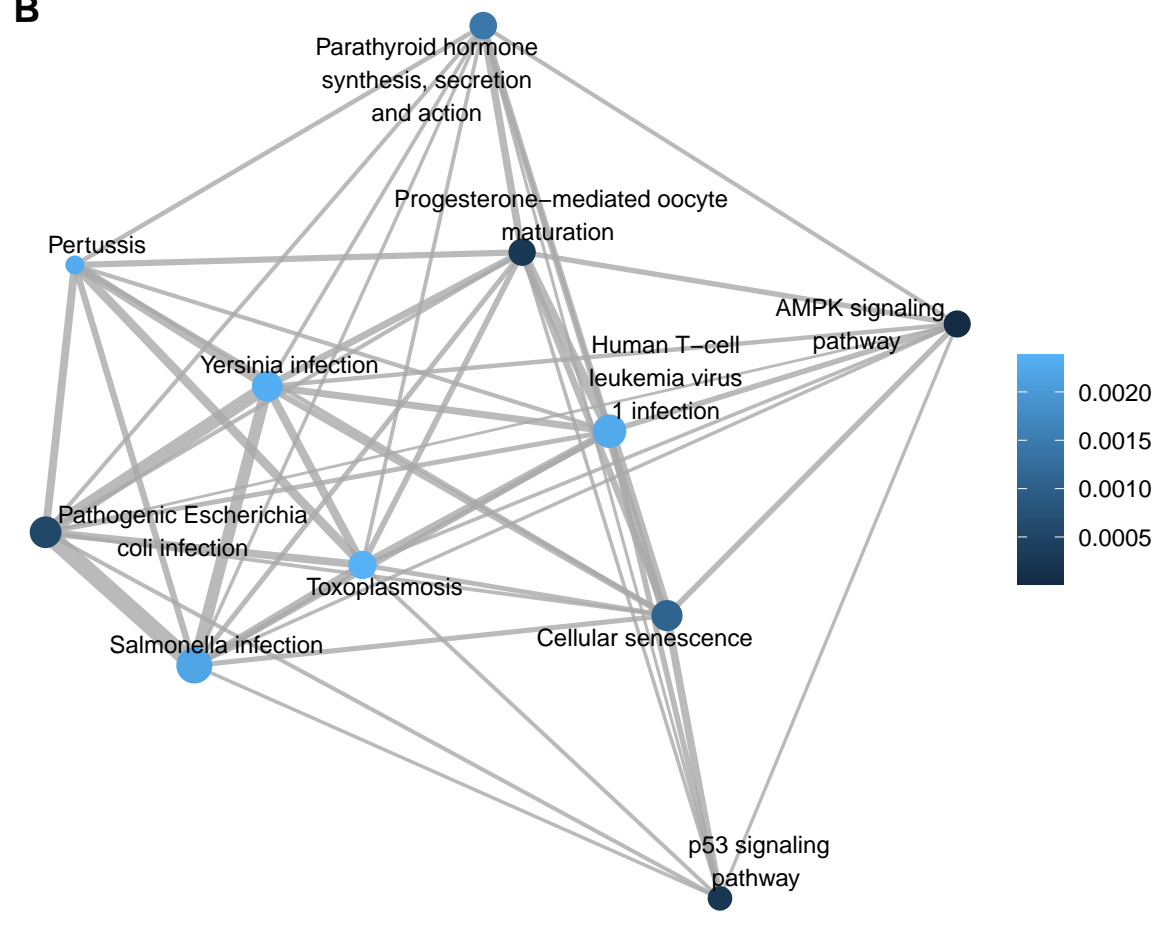 B
Parathyroid hormone
synthesis, secretion
and action
Progesterone−mediated oocyte
maturation
Pertussis
AMPK signaling
pathway
Human T−cell
leukemia virus
1 infection
Yersinia infection
0.0020
0.0015
0.0010
0.0005
Pathogenic Escherichia
coli infection
Toxoplasmosis
Cellular senescence
Salmonella infection
p53 signaling
pathway